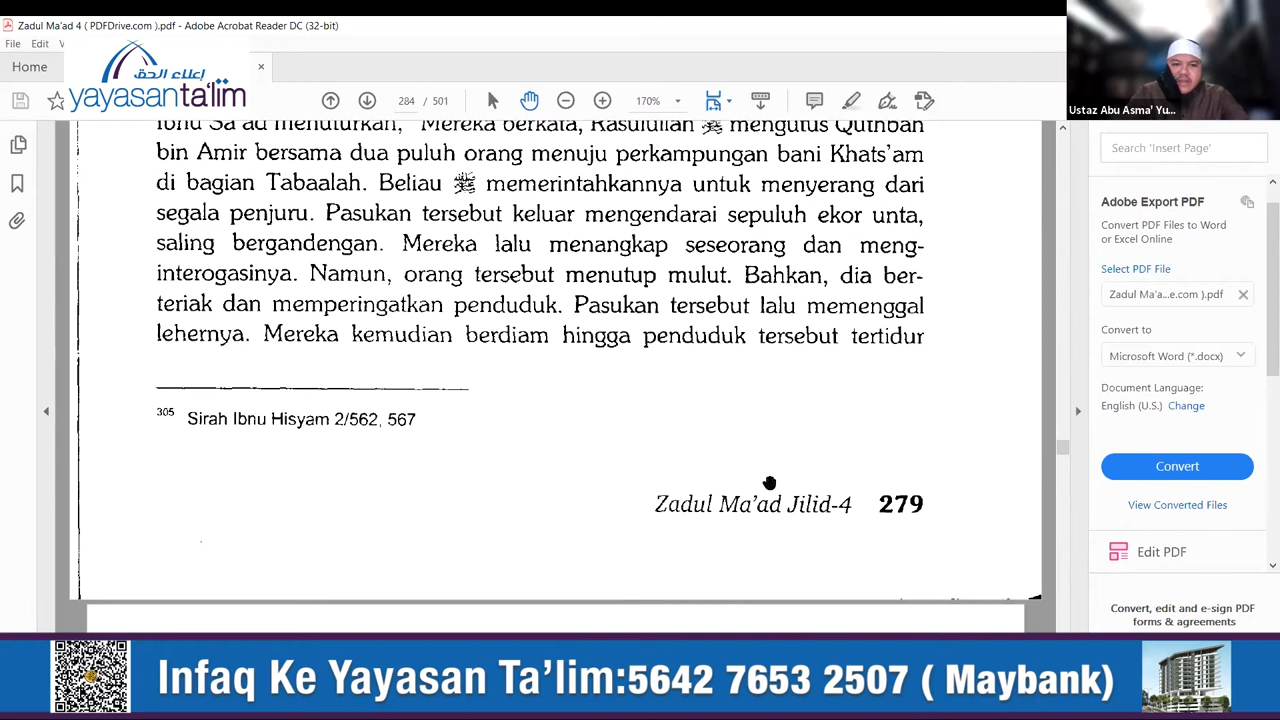 Zadul Ma'ad 4 ( PDFDrive.com ).pdf - Adobe Acrobat Reader DC (32-bit)
File Edit V
إعلاء الحق
yayasanta'lim
Home
284 / 501
170%
Ustaz Abu Asma' Yu...
Ibnu Sa'ad menuturkan, "Mereka berkata, Rasulullah ﷺ mengutus Quthbah
bin Amir bersama dua puluh orang menuju perkampungan bani Khats'am
di bagian Tabaalah. Beliau ﷺ memerintahkannya untuk menyerang dari
segala penjuru. Pasukan tersebut keluar mengendarai sepuluh ekor unta,
saling bergandengan. Mereka lalu menangkap seseorang dan meng-
interogasinya. Namun, orang tersebut menutup mulut. Bahkan, dia ber-
teriak dan memperingatkan penduduk. Pasukan tersebut lalu memenggal
lehernya. Mereka kemudian berdiam hingga penduduk tersebut tertidur
305 Sirah Ibnu Hisyam 2/562, 567
Zadul Ma'ad Jilid-4 279
Search 'Insert Page'
Adobe Export PDF
Convert PDF Files to Word
or Excel Online
Select PDF File
Zadul Ma'a...e.com ).pdf
Convert to
Microsoft Word (*.docx)
Document Language:
English (U.S.) Change
Convert
View Converted Files
Edit PDF
Convert, edit and e-sign PDF
forms & agreements
Infaq Ke Yayasan Ta'lim:5642 7653 2507 ( Maybank)